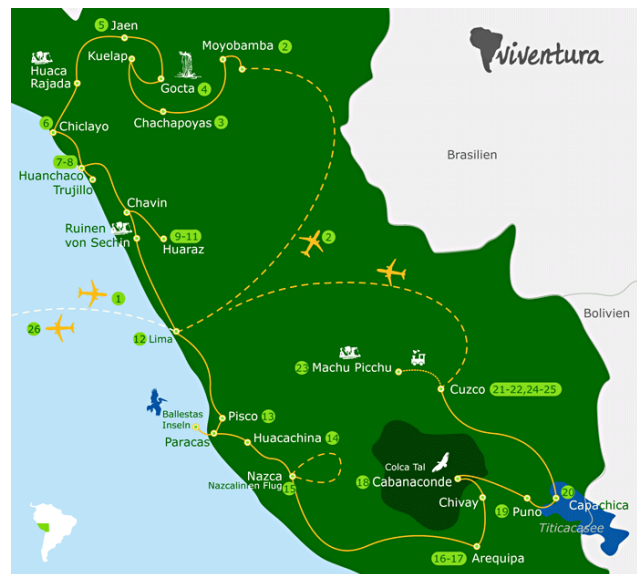 viventura
5 Jaen
Kuelap
Moyobamba 2
Huaca
Rajada
Gocta 4
Chachapoyas 3
6
Chiclayo
Brasilien
7-8
Huanchaco
Trujillo
Chavin
Ruinen
von Sechin
9-11
Huaraz
2
1
26
Bolivien
12 Lima
23 Machu Picchu
Cuzco
21-22,24-25
Ballestas
Inseln
Pisco 13
Paracas
Huacachina 14
Colca Tal
Nazca
Nazcalinien Flug
15
18 Cabanaconde
Chivay
19 Puno
20
Capachica
Titicacasee
16-17 Arequipa